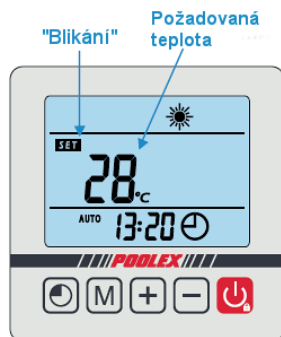 "Blikání"
Požadovaná
teplota
SET
28 °C
AUTO 13:20
POOLEX
M + −